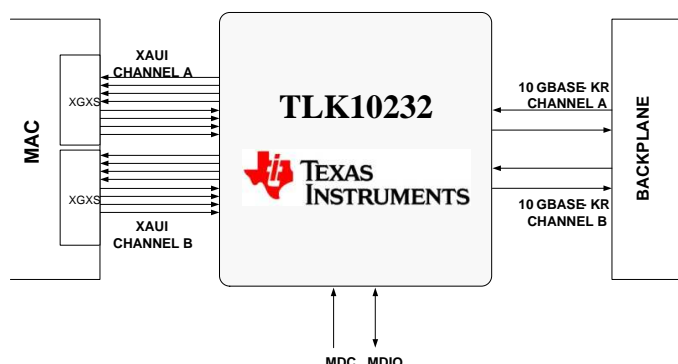 XAUI
CHANNEL A
MAC
XGXS
XGXS
XAUI
CHANNEL B
TLK10232
TEXAS
INSTRUMENTS
10 GBASE- KR
CHANNEL A
10 GBASE- KR
CHANNEL B
BACKPLANE
MDC MDIO